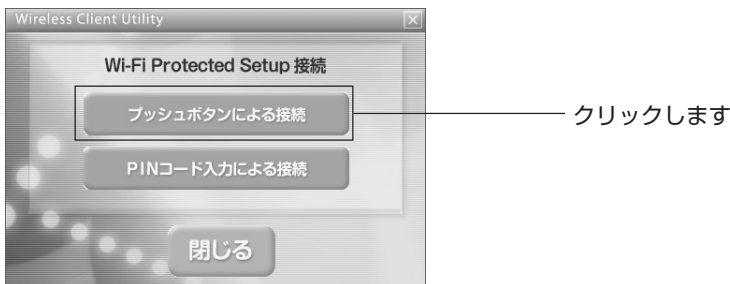 Wireless Client Utility
Wi-Fi Protected Setup 接続
プッシュボタンによる接続
クリックします
PINコード入力による接続
閉じる